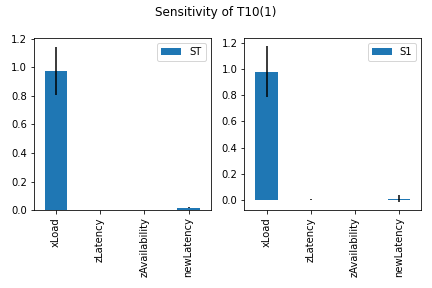 Sensitivity of T10(1)
ST
1.2
1.0
0.8
0.6
0.4
0.2
0.0
xLoad
zLatency
zAvailability
newLatency
S1
1.2
1.0
0.8
0.6
0.4
0.2
0.0
xLoad
zLatency
zAvailability
newLatency